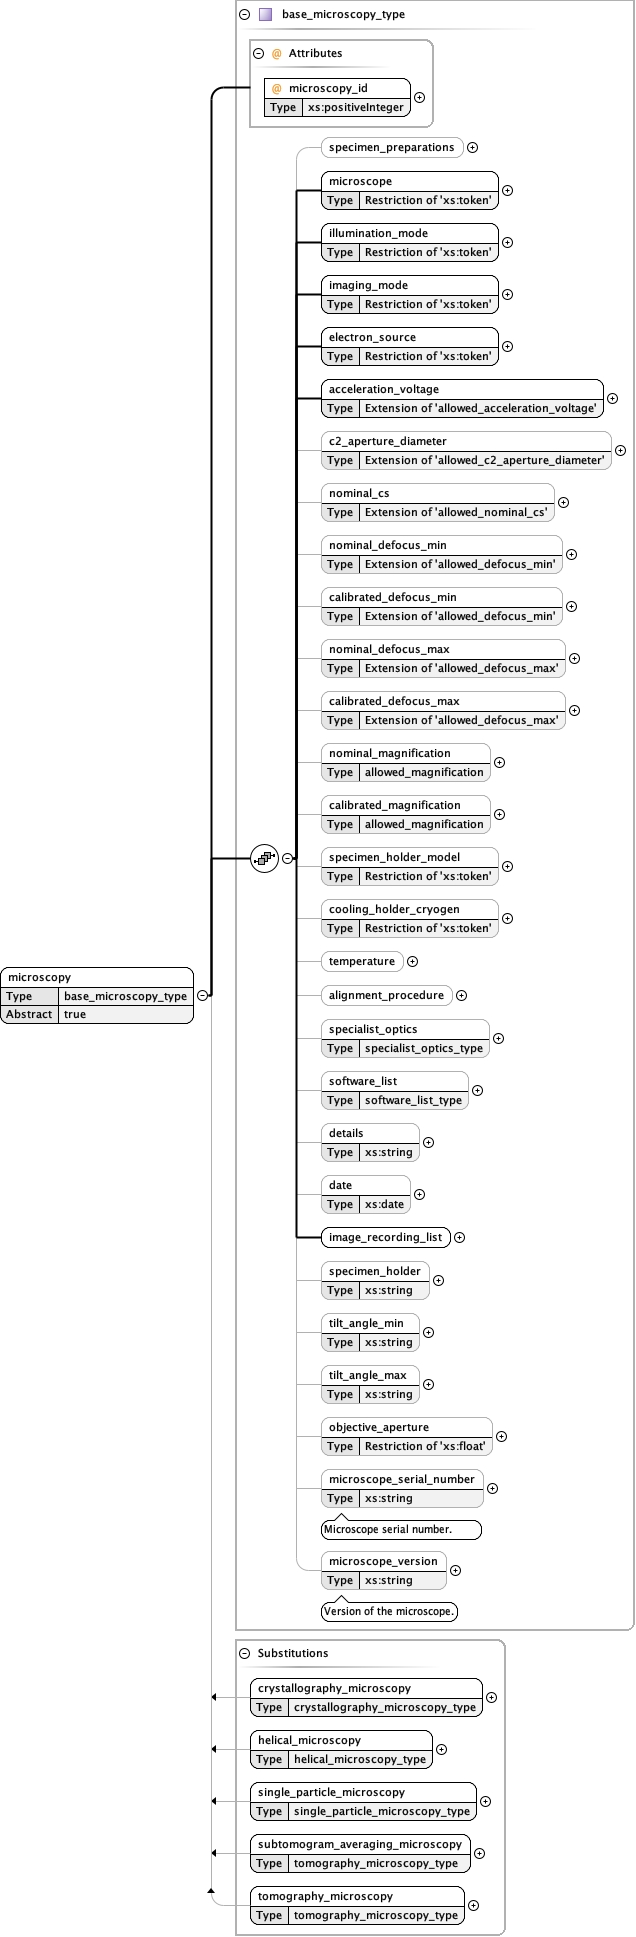 base_microscopy_type
@ Attributes
@ microscopy_id
Type xs:positiveInteger
specimen_preparations
microscope
Type Restriction of 'xs:token'
illumination_mode
Type Restriction of 'xs:token'
imaging_mode
Type Restriction of 'xs:token'
electron_source
Type Restriction of 'xs:token'
acceleration_voltage
Type Extension of 'allowed_acceleration_voltage'
c2_aperture_diameter
Type Extension of 'allowed_c2_aperture_diameter'
nominal_cs
Type Extension of 'allowed_nominal_cs'
nominal_defocus_min
Type Extension of 'allowed_defocus_min'
calibrated_defocus_min
Type Extension of 'allowed_defocus_min'
nominal_defocus_max
Type Extension of 'allowed_defocus_max'
calibrated_defocus_max
Type Extension of 'allowed_defocus_max'
nominal_magnification
Type allowed_magnification
calibrated_magnification
Type allowed_magnification
specimen_holder_model
Type Restriction of 'xs:token'
cooling_holder_cryogen
Type Restriction of 'xs:token'
temperature
microscopy
Type base_microscopy_type
Abstract true
alignment_procedure
specialist_optics
Type specialist_optics_type
software_list
Type software_list_type
details
Type xs:string
date
Type xs:date
image_recording_list
specimen_holder
Type xs:string
tilt_angle_min
Type xs:string
tilt_angle_max
Type xs:string
objective_aperture
Type Restriction of 'xs:float'
microscope_serial_number
Type xs:string
Microscope serial number.
microscope_version
Type xs:string
Version of the microscope.
Substitutions
crystallography_microscopy
Type crystallography_microscopy_type
helical_microscopy
Type helical_microscopy_type
single_particle_microscopy
Type single_particle_microscopy_type
subtomogram_averaging_microscopy
Type tomography_microscopy_type
tomography_microscopy
Type tomography_microscopy_type